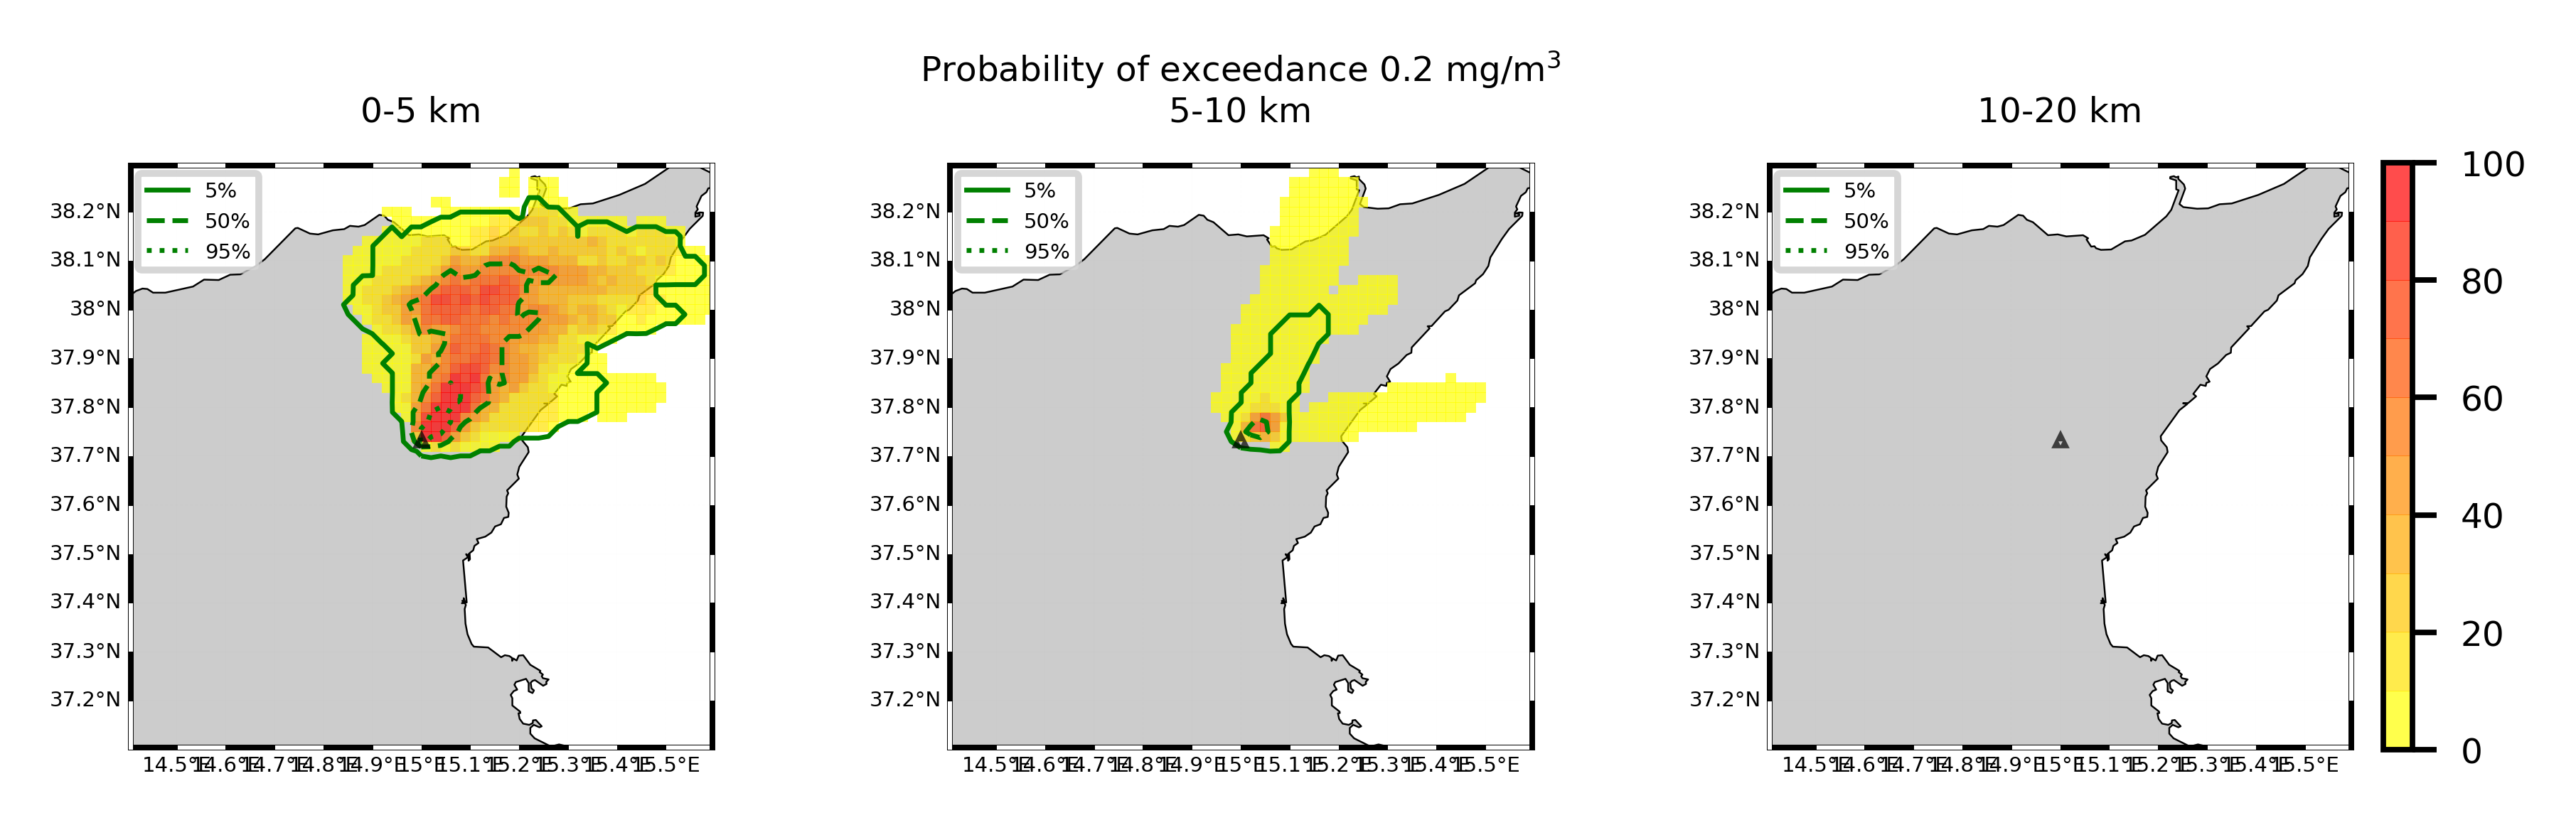 Probability of exceedance 0.2 mg/m³
0-5 km
5%
50%
95%
38.2°N
38.1°N
38°N
37.9°N
37.8°N
37.7°N
37.6°N
37.5°N
37.4°N
37.3°N
37.2°N
14.5°E 14.6°E 14.7°E 14.8°E 14.9°E 15°E 15.1°E 15.2°E 15.3°E 15.4°E 15.5°E
5-10 km
5%
50%
95%
38.2°N
38.1°N
38°N
37.9°N
37.8°N
37.7°N
37.6°N
37.5°N
37.4°N
37.3°N
37.2°N
14.5°E 14.6°E 14.7°E 14.8°E 14.9°E 15°E 15.1°E 15.2°E 15.3°E 15.4°E 15.5°E
10-20 km
5%
50%
95%
38.2°N
38.1°N
38°N
37.9°N
37.8°N
37.7°N
37.6°N
37.5°N
37.4°N
37.3°N
37.2°N
14.5°E 14.6°E 14.7°E 14.8°E 14.9°E 15°E 15.1°E 15.2°E 15.3°E 15.4°E 15.5°E
100
80
60
40
20
0